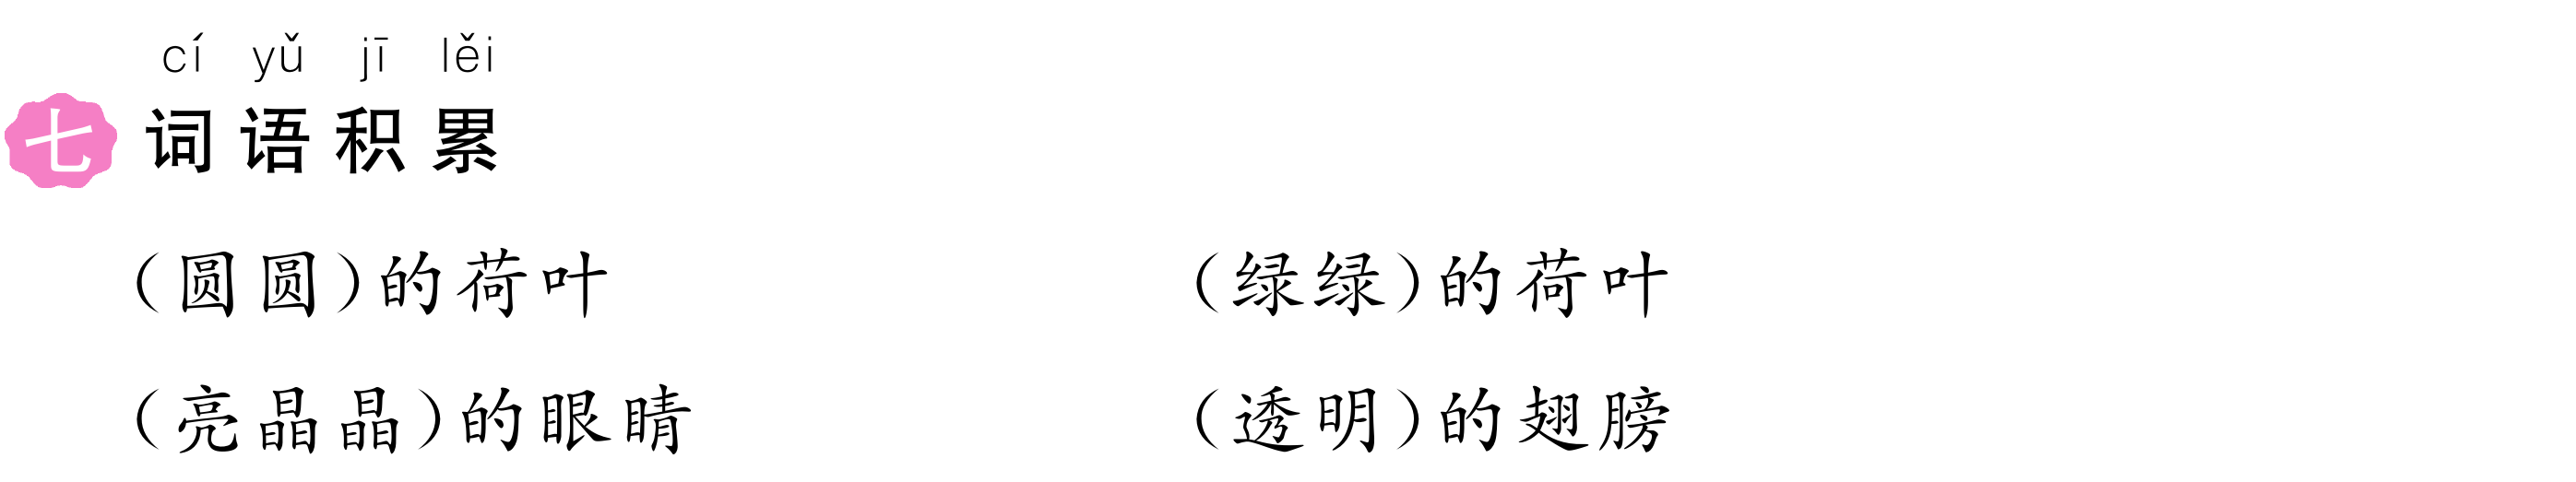 cí yǔ jī lěi
七 词语积累
（圆圆）的荷叶 （绿绿）的荷叶
（亮晶晶）的眼睛 （透明）的翅膀